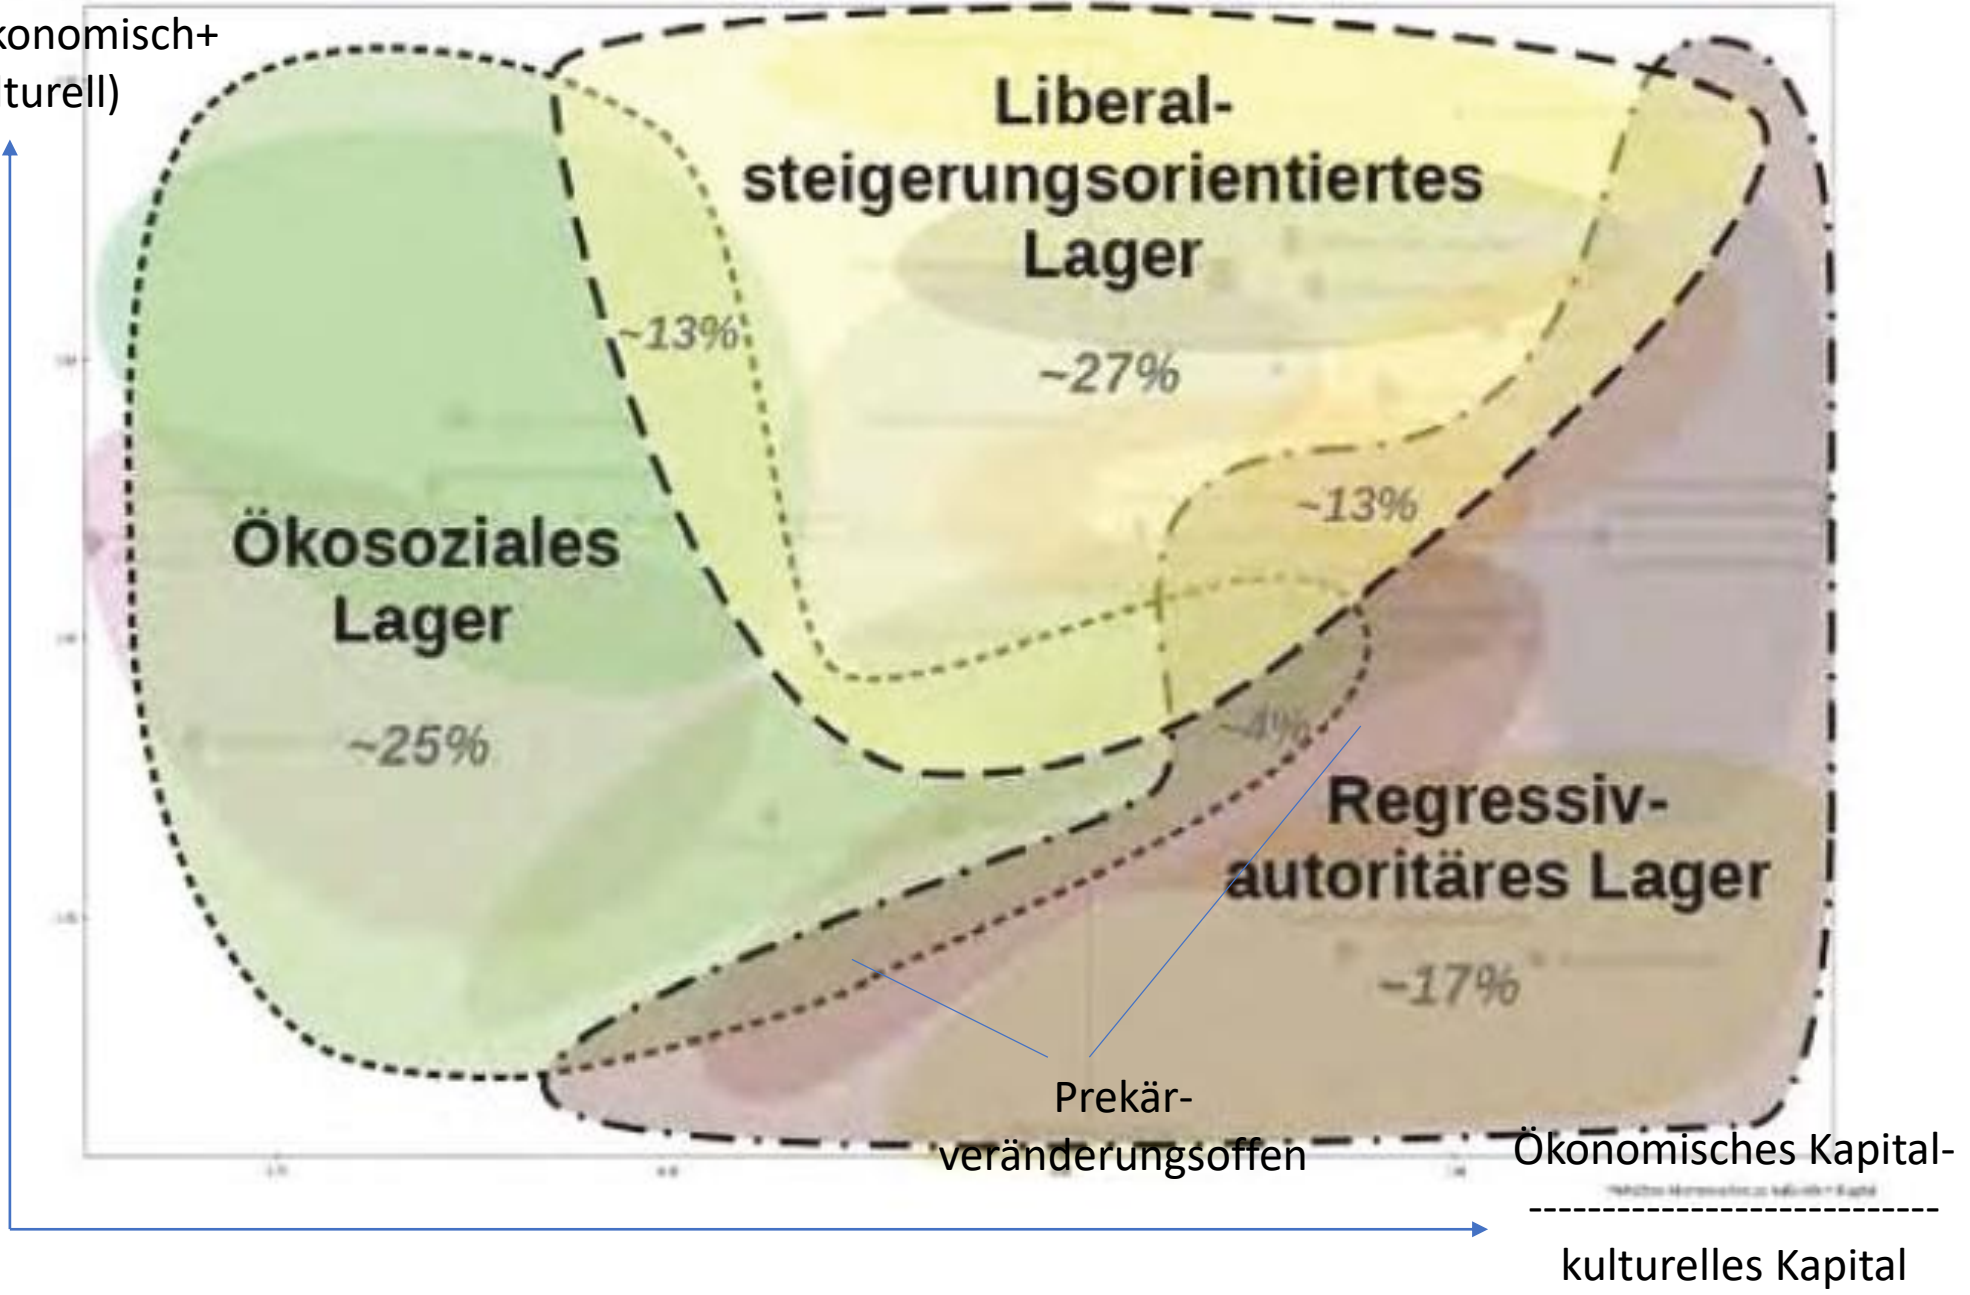 konomisch+
lturell)
Liberal-
steigerungsorientiertes
Lager
~13%
~27%
~13%
Ökosoziales
Lager
~25%
~4%
Regressiv-
autoritäres Lager
~17%
Prekär-
veränderungsoffen
Ökonomisches Kapital-
----------------------------
kulturelles Kapital